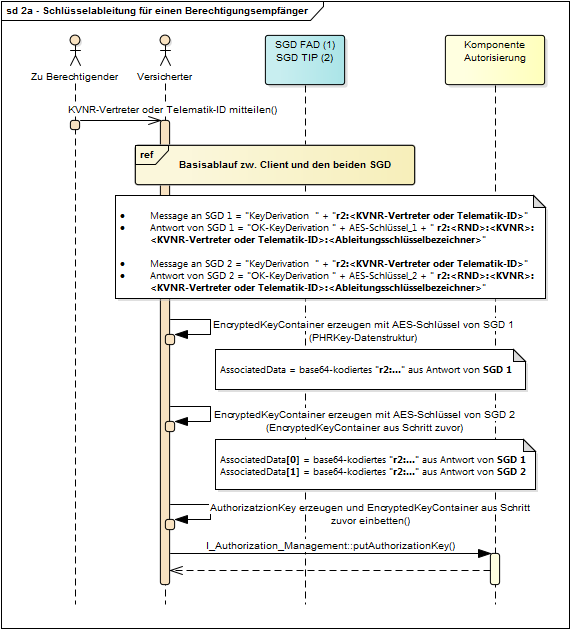 sd 2a - Schlüsselableitung für einen Berechtigungsempfänger
Zu Berechtigender
Versicherter
SGD FAD (1)
SGD TIP (2)
Komponente
Autorisierung
KVNR-Vertreter oder Telematik-ID mitteilen()
ref
Basisablauf zw. Client und den beiden SGD
• Message an SGD 1 = "KeyDerivation " + "r2:<KVNR-Vertreter oder Telematik-ID>"
• Antwort von SGD 1 = "OK-KeyDerivation " + AES-Schlüssel_1 + " r2:<RND>:<KVNR>:
<KVNR-Vertreter oder Telematik-ID>:<Ableitungsschlüsselbezeichner>"
• Message an SGD 2 = "KeyDerivation " + "r2:<KVNR-Vertreter oder Telematik-ID>"
• Antwort von SGD 2 = "OK-KeyDerivation " + AES-Schlüssel_2 + " r2:<RND>:<KVNR>:
<KVNR-Vertreter oder Telematik-ID>:<Ableitungsschlüsselbezeichner>"
EncryptedKeyContainer erzeugen mit AES-Schlüssel von SGD 1
(PHRKey-Datenstruktur)
AssociatedData = base64-kodiertes "r2:..." aus Antwort von SGD 1
EncryptedKeyContainer erzeugen mit AES-Schlüssel von SGD 2
(EncryptedKeyContainer aus Schritt zuvor)
AssociatedData[0] = base64-kodiertes "r2:..." aus Antwort von SGD 1
AssociatedData[1] = base64-kodiertes "r2:..." aus Antwort von SGD 2
AuthorizatzionKey erzeugen und EncryptedKeyContainer aus Schritt
zuvor einbetten()
I_Authorization_Management::putAuthorizationKey()